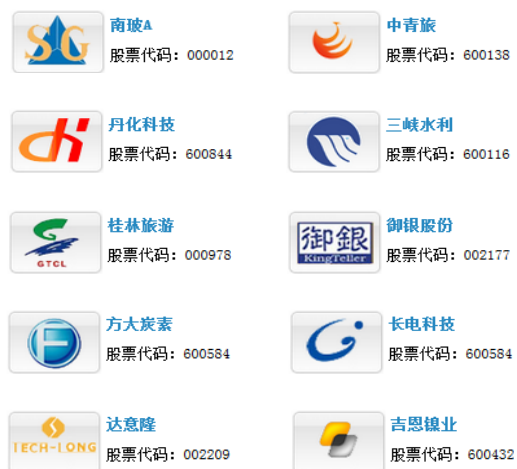 SG
南玻A
股票代码：000012
中青旅
股票代码：600138
丹化科技
股票代码：600844
三峡水利
股票代码：600116
GTCL
桂林旅游
股票代码：000978
御銀
KingTeller
御银股份
股票代码：002177
F
方大炭素
股票代码：600584
长电科技
股票代码：600584
TECH-LONG
达意隆
股票代码：002209
吉恩镍业
股票代码：600432